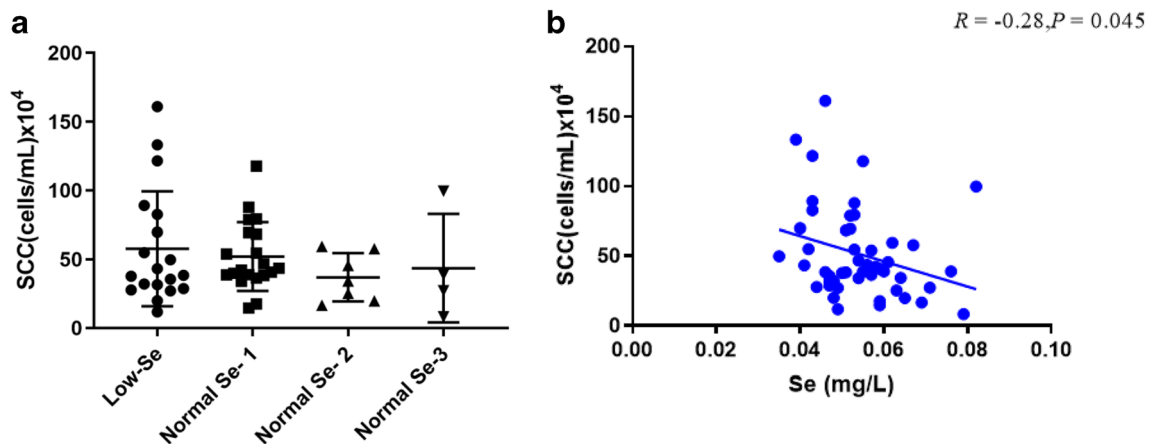 a
SCC(cells/mL)x10⁴
200
150
100
50
0
Low-Se
Normal Se- 1
Normal Se- 2
Normal Se-3
b
R = -0.28,P = 0.045
SCC(cells/mL)x10⁴
200
150
100
50
0
0.00 0.02 0.04 0.06 0.08 0.10
Se (mg/L)